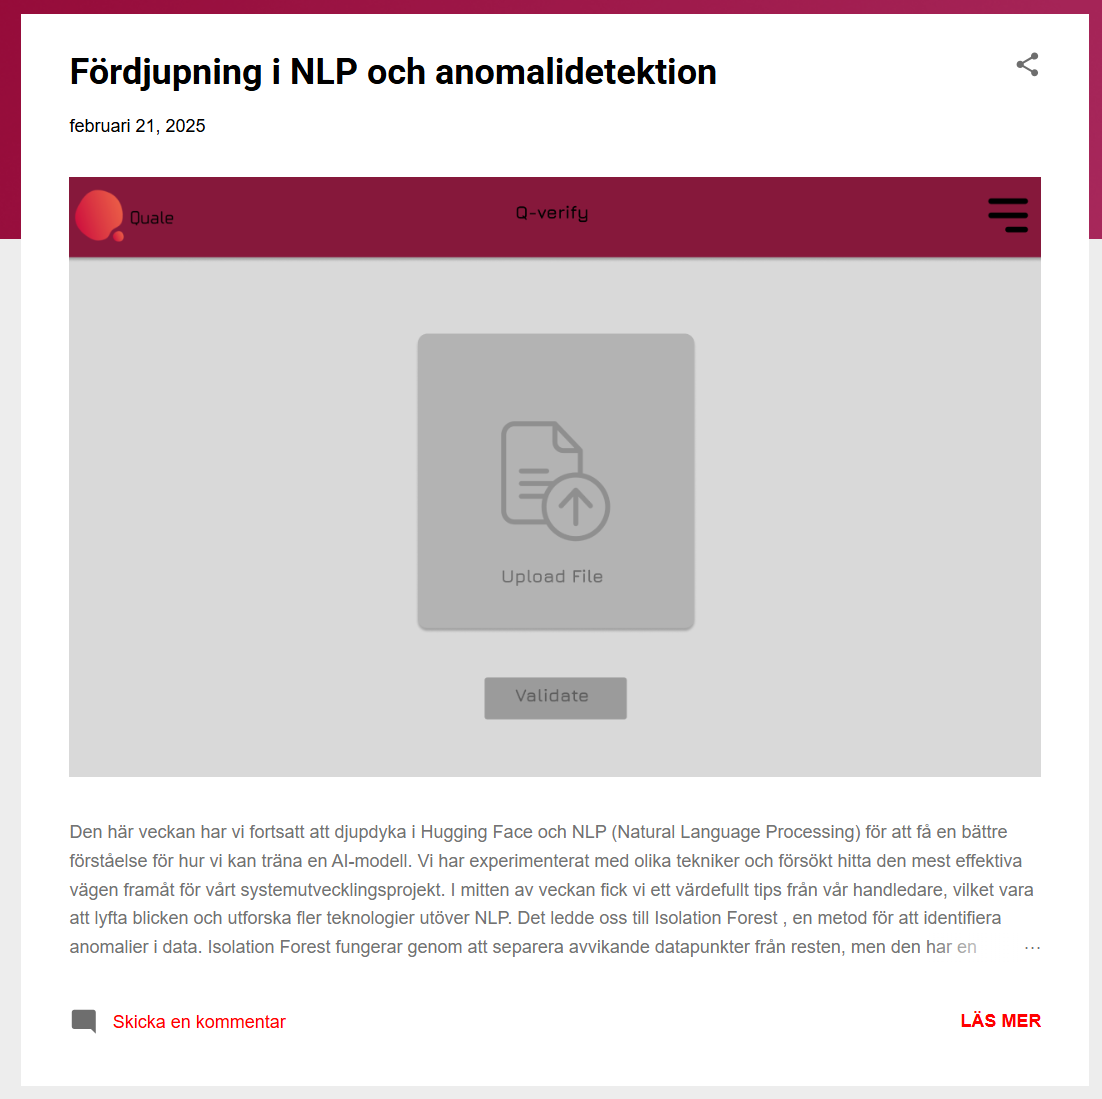 Fördjupning i NLP och anomalidetektion
februari 21, 2025
Quale
Q-verify
Upload File
Validate
Den här veckan har vi fortsatt att djupdyka i Hugging Face och NLP (Natural Language Processing) för att få en bättre
förståelse för hur vi kan träna en AI-modell. Vi har experimenterat med olika tekniker och försökt hitta den mest effektiva
vägen framåt för vårt systemutvecklingsprojekt. I mitten av veckan fick vi ett värdefullt tips från vår handledare, vilket vara
att lyfta blicken och utforska fler teknologier utöver NLP. Det ledde oss till Isolation Forest , en metod för att identifiera
anomalier i data. Isolation Forest fungerar genom att separera avvikande datapunkter från resten, men den har en ...
Skicka en kommentar
LÄS MER